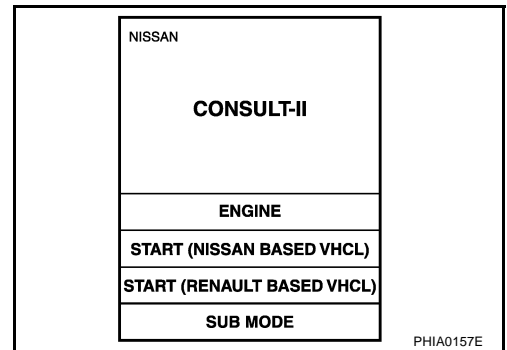 NISSAN
CONSULT-II
ENGINE
START (NISSAN BASED VHCL)
START (RENAULT BASED VHCL)
SUB MODE
PHIA0157E